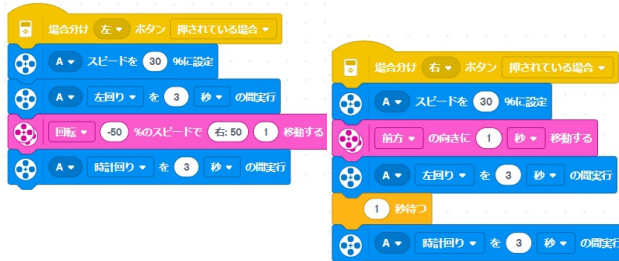 場合分け 左 ボタン 押されている場合
A スピードを 30 %に設定
A 左回り を 3 秒 の間実行
回転 -50 %のスピードで 右: 50 1 移動する
A 時計回り を 3 秒 の間実行
場合分け 右 ボタン 押されている場合
A スピードを 30 %に設定
前方 の向きに 1 秒 移動する
A 左回り を 3 秒 の間実行
1 秒待つ
A 時計回り を 3 秒 の間実行